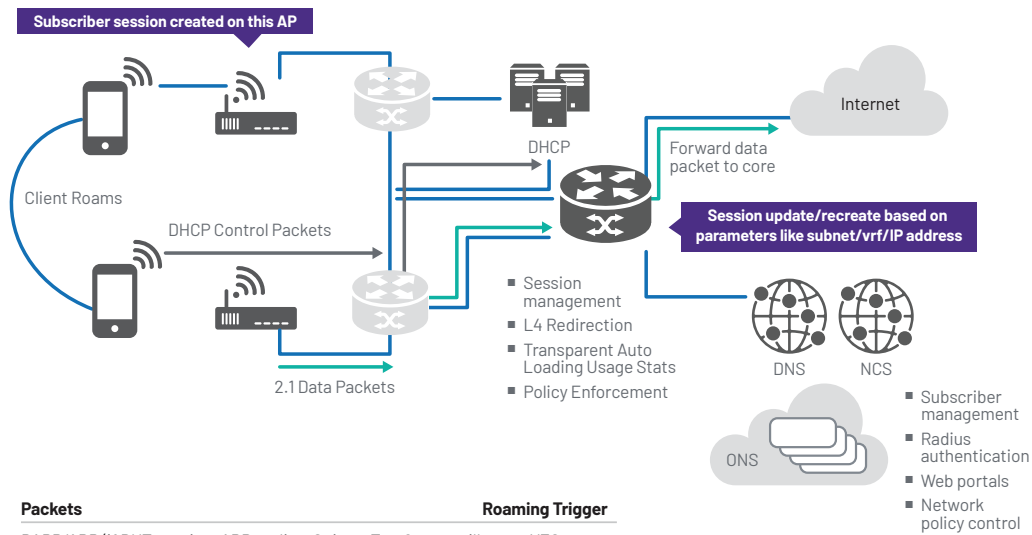 Subscriber session created on this AP
Internet
DHCP
Forward data
packet to core
Client Roams
Session update/recreate based on
parameters like subnet/vrf/IP address
DHCP Control Packets
■ Session
management
■ L4 Redirection
■ Transparent Auto
Loading Usage Stats
■ Policy Enforcement
2.1 Data Packets
DNS
NCS
ONS
■ Subscriber
management
■ Radius
authentication
■ Web portals
■ Network
policy control
Packets
Roaming Trigger